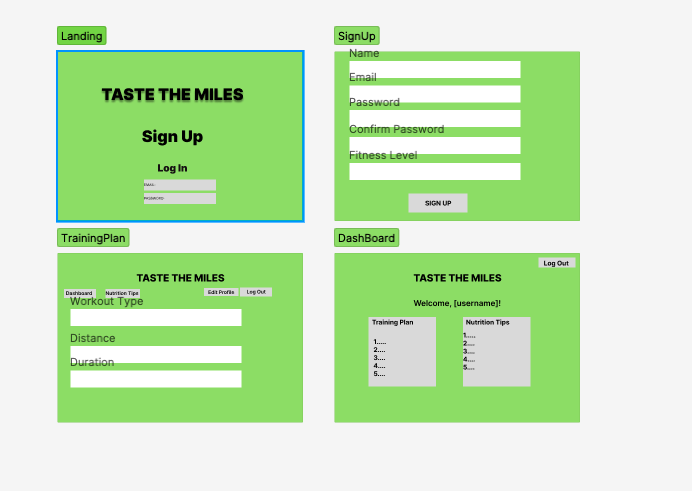 Landing
TASTE THE MILES
Sign Up
Log In
EMAIL
PASSWORD
SignUp
Name
Email
Password
Confirm Password
Fitness Level
SIGN UP
TrainingPlan
TASTE THE MILES
Dashboard Nutrition Tips Edit Profile Log Out
Workout Type
Distance
Duration
DashBoard
Log Out
TASTE THE MILES
Welcome, [username]!
Training Plan
1.....
2....
3....
4....
5....
Nutrition Tips
1.....
2....
3....
4....
5....